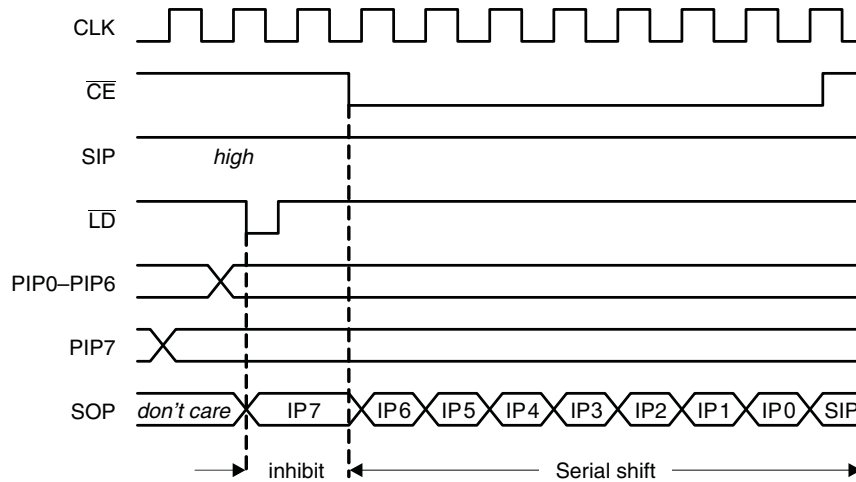 CLK
CE
SIP
high
LD
PIP0–PIP6
PIP7
SOP
don't care
IP7
IP6
IP5
IP4
IP3
IP2
IP1
IP0
SIP
inhibit
Serial shift